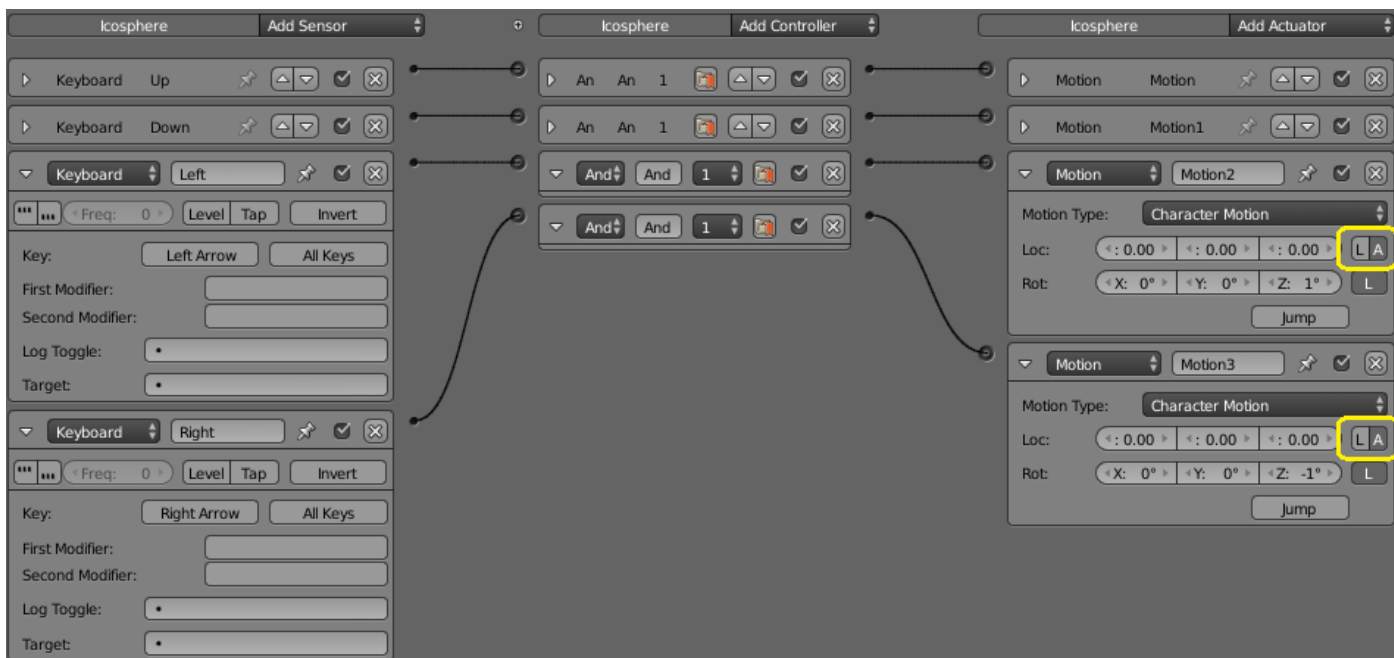 Icosphere Add Sensor Icosphere Add Controller Icosphere Add Actuator
Keyboard Up An An 1 Motion Motion
Keyboard Down An An 1 Motion Motion1
Keyboard Left And And 1 Motion Motion2
Freq: 0 Level Tap Invert Motion Type: Character Motion
And And 1
Key: Left Arrow All Keys Loc: : 0.00 : 0.00 : 0.00 L A
First Modifier: Rot: X: 0° Y: 0° Z: 1° L
Second Modifier: Jump
Log Toggle:
Target: Motion Motion3
Motion Type: Character Motion
Keyboard Right Loc: : 0.00 : 0.00 : 0.00 L A
Freq: 0 Level Tap Invert Rot: X: 0° Y: 0° Z: -1° L
Key: Right Arrow All Keys Jump
First Modifier:
Second Modifier:
Log Toggle:
Target: